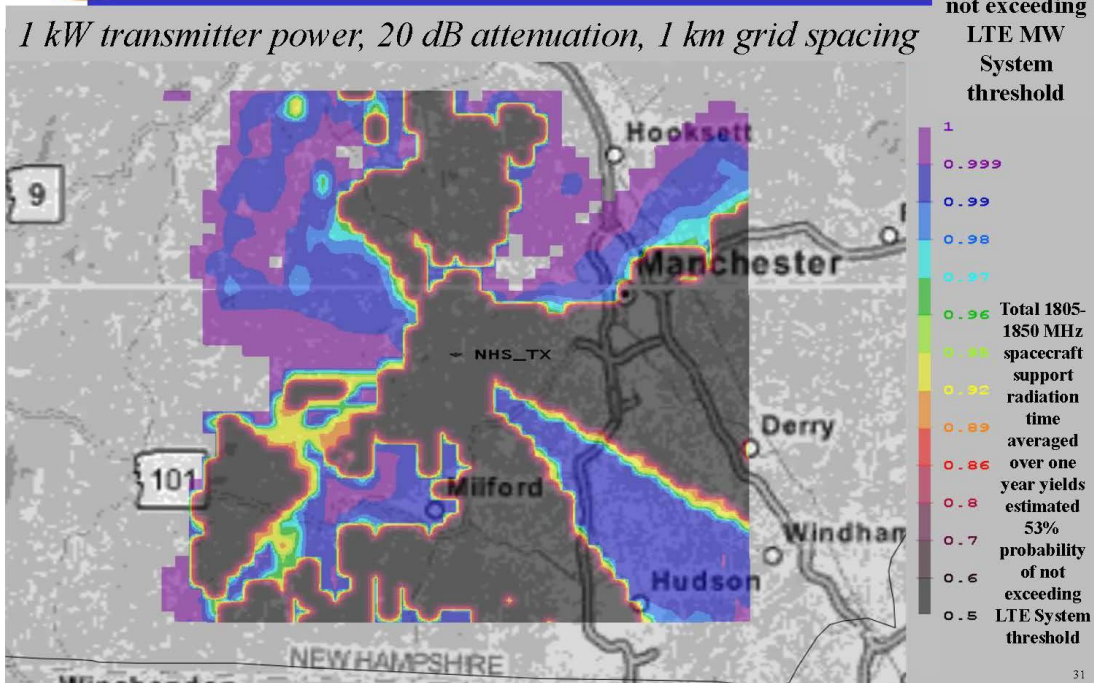 not exceeding
LTE MW
System
threshold
1 kW transmitter power, 20 dB attenuation, 1 km grid spacing
Hooksett
9
Manchester
NHS_TX
Derry
101
Milford
Windham
Hudson
NEW HAMPSHIRE
1
0.999
0.99
0.98
0.97
0.96
0.92
0.89
0.86
0.8
0.7
0.6
0.5
Total 1805-
1850 MHz
spacecraft
support
radiation
time
averaged
over one
year yields
estimated
53%
probability
of not
exceeding
LTE System
threshold
31